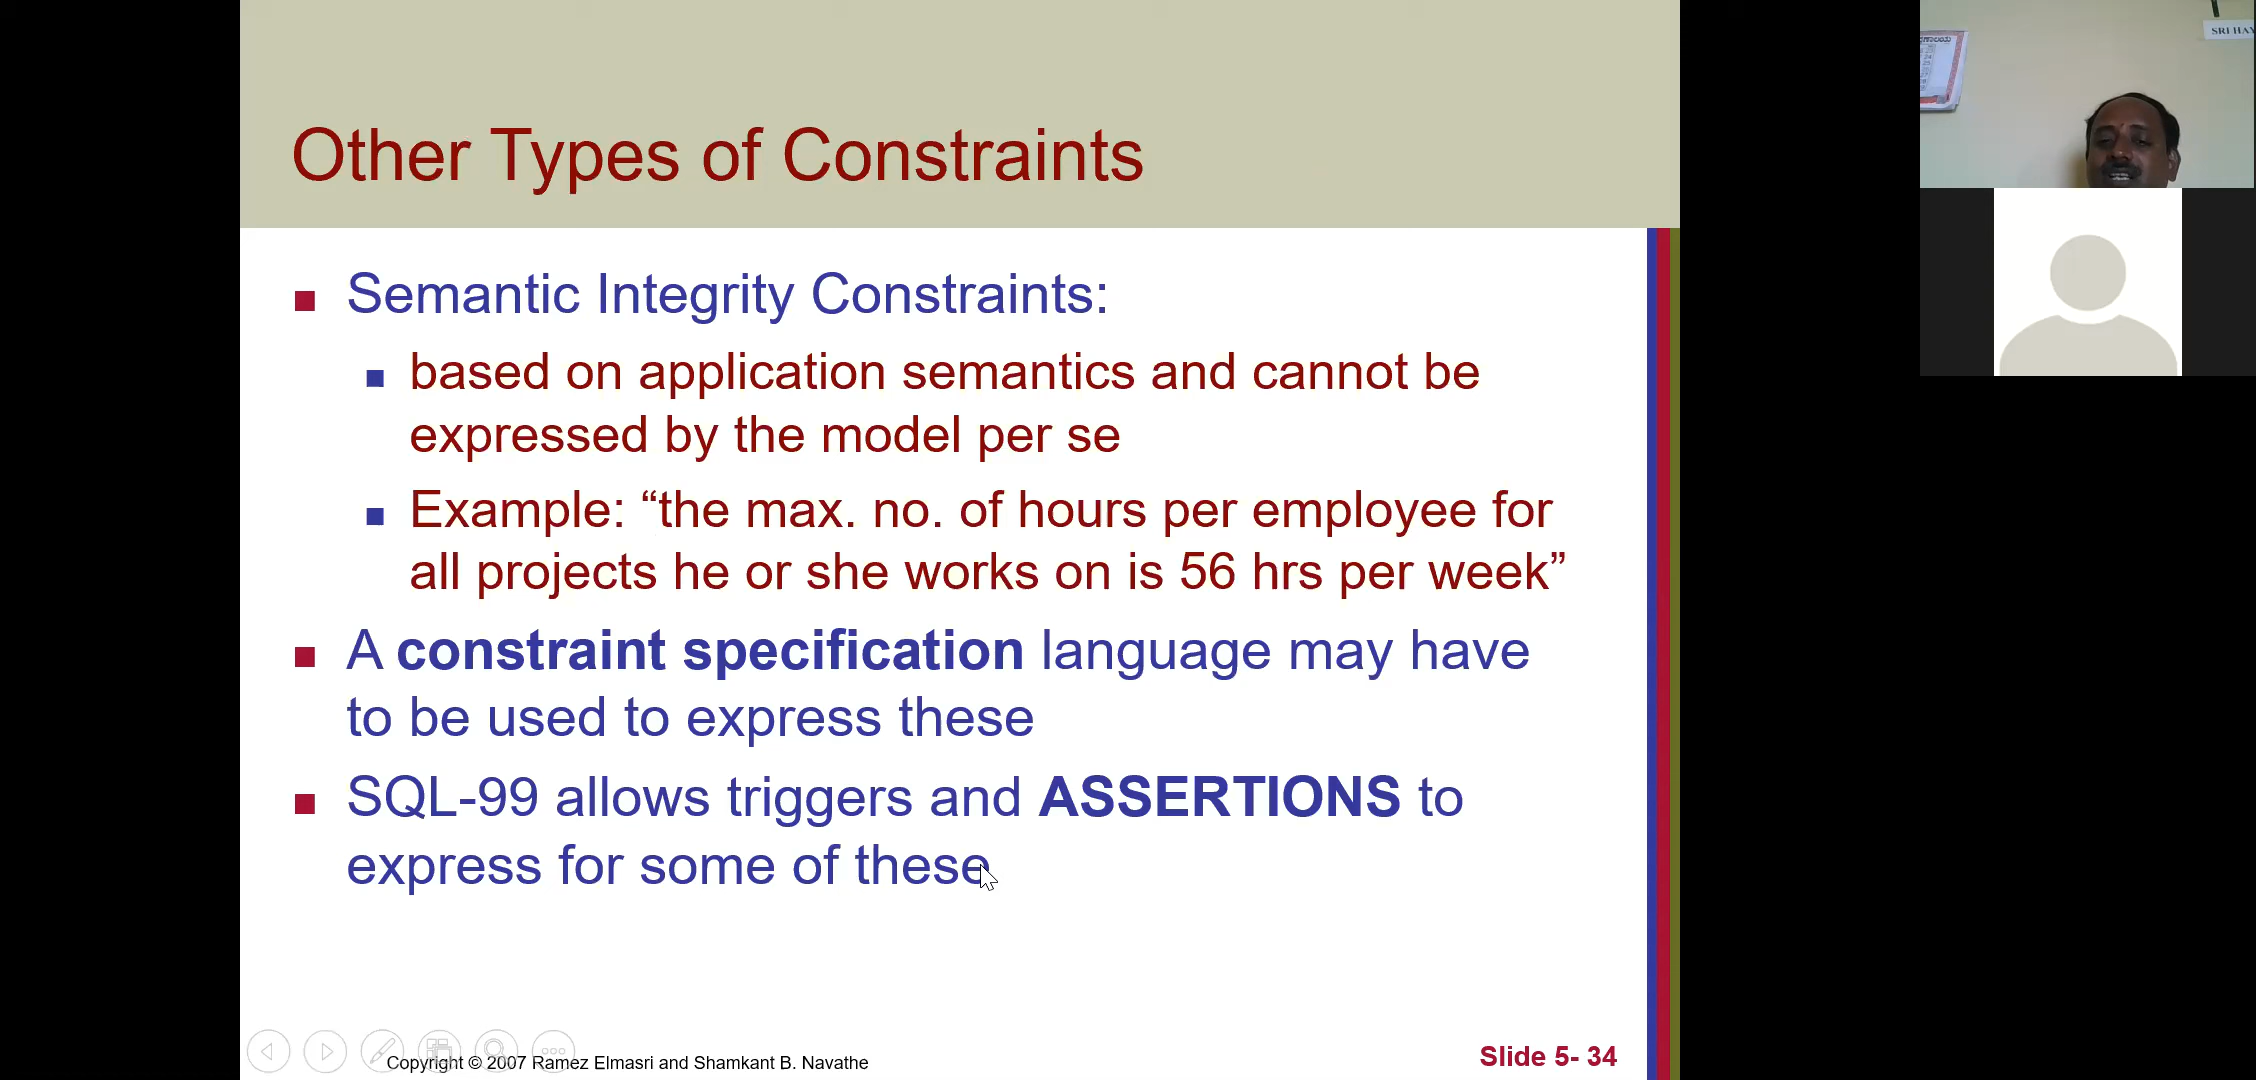 Other Types of Constraints
Semantic Integrity Constraints:
based on application semantics and cannot be
expressed by the model per se
Example: “the max. no. of hours per employee for
all projects he or she works on is 56 hrs per week”
A constraint specification language may have
to be used to express these
SQL-99 allows triggers and ASSERTIONS to
express for some of these
Copyright © 2007 Ramez Elmasri and Shamkant B. Navathe
Slide 5- 34
SRI HAY